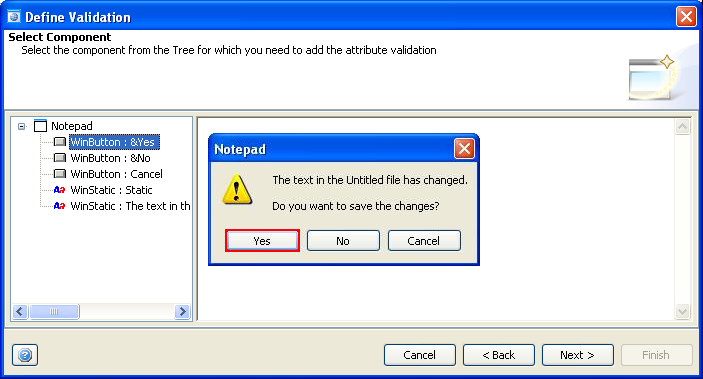 Define Validation
Select Component
Select the component from the Tree for which you need to add the attribute validation
Notepad
WinButton : &Yes
WinButton : &No
WinButton : Cancel
Aa WinStatic : Static
Aa WinStatic : The text in th
Notepad
The text in the Untitled file has changed.
Do you want to save the changes?
Yes No Cancel
? Cancel < Back Next > Finish